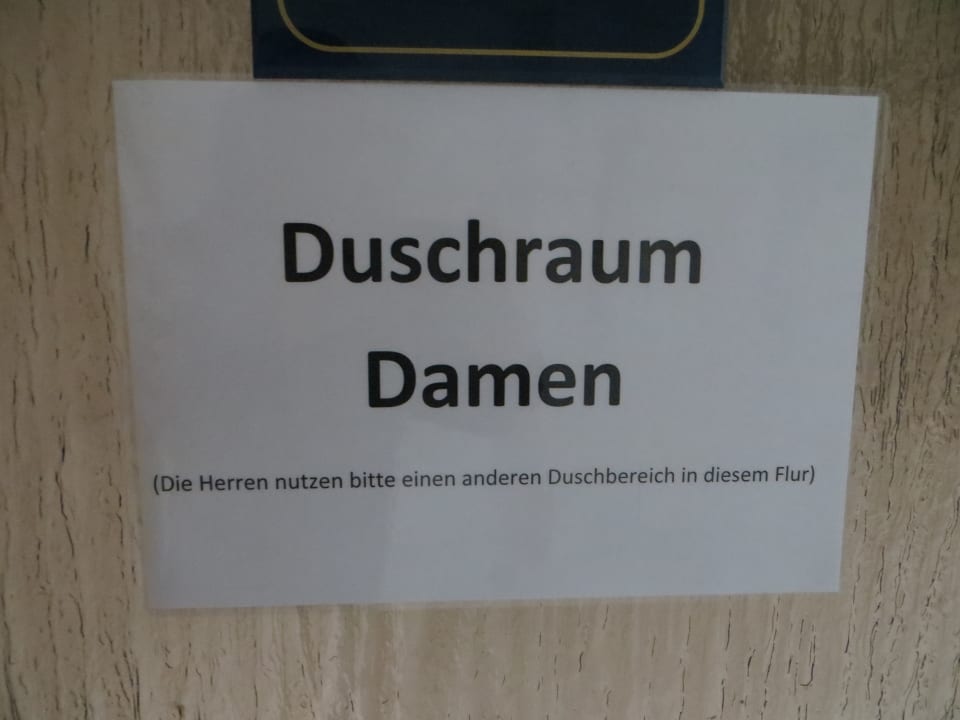 Duschraum
Damen
(Die Herren nutzen bitte einen anderen Duschbereich in diesem Flur)